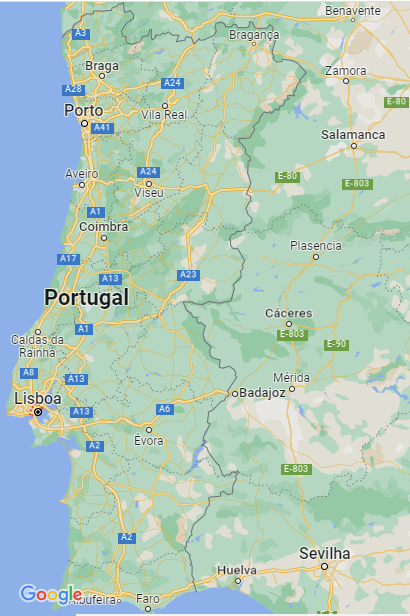 Benavente
A3
Bragança
Braga
Zamora
A24
A28
E-80
Porto
Vila Real
A41
Salamanca
Aveiro
A24
E-80
E-803
Viseu
A1
Coimbra
Plasencia
A17
A13
A23
Portugal
Cáceres
A1
E-803
Caldas da
Rainha
E-90
A8
A13
Mérida
Lisboa
Badajoz
A13
A6
Évora
A2
E-803
A2
Sevilha
Huelva
Google
Albufeira
Faro